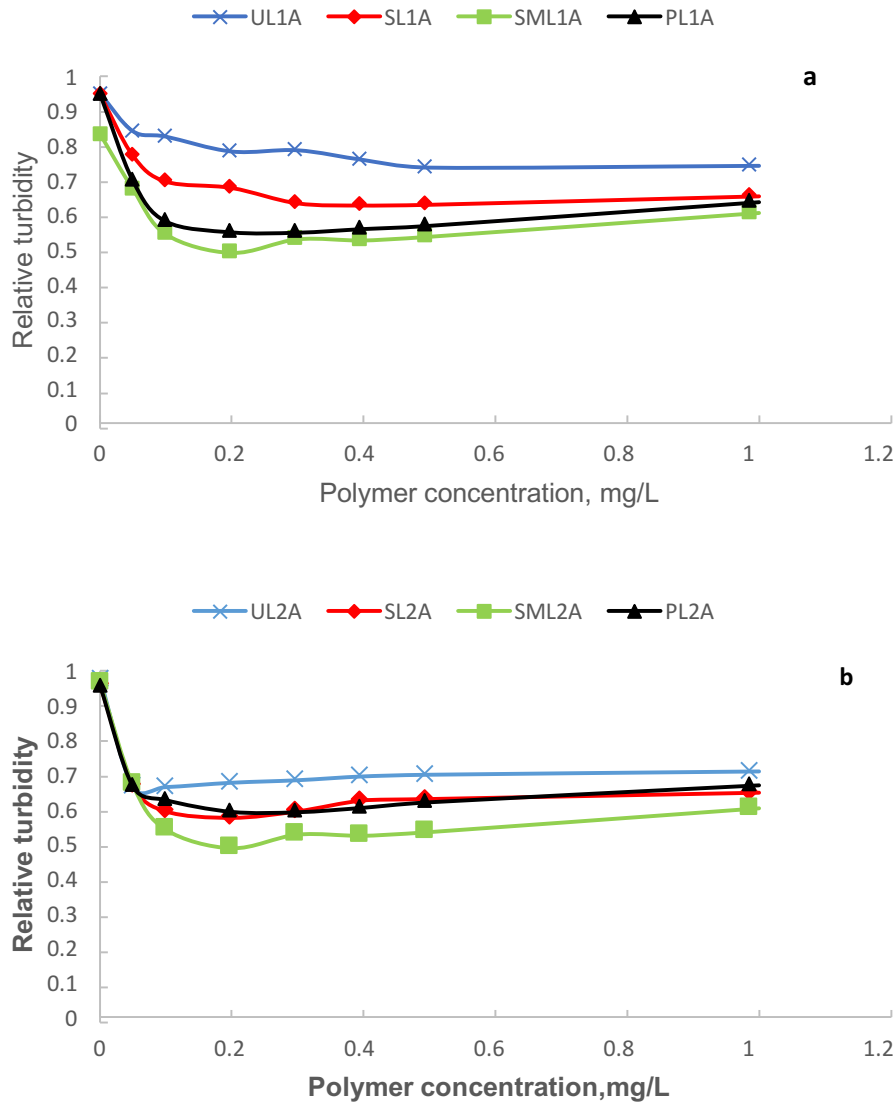 UL1A SL1A SML1A PL1A
a
1
0.9
0.8
0.7
0.6
0.5
0.4
0.3
0.2
0.1
0
Relative turbidity
0 0.2 0.4 0.6 0.8 1 1.2
Polymer concentration, mg/L
UL2A SL2A SML2A PL2A
b
1
0.9
0.8
0.7
0.6
0.5
0.4
0.3
0.2
0.1
0
Relative turbidity
0 0.2 0.4 0.6 0.8 1 1.2
Polymer concentration,mg/L